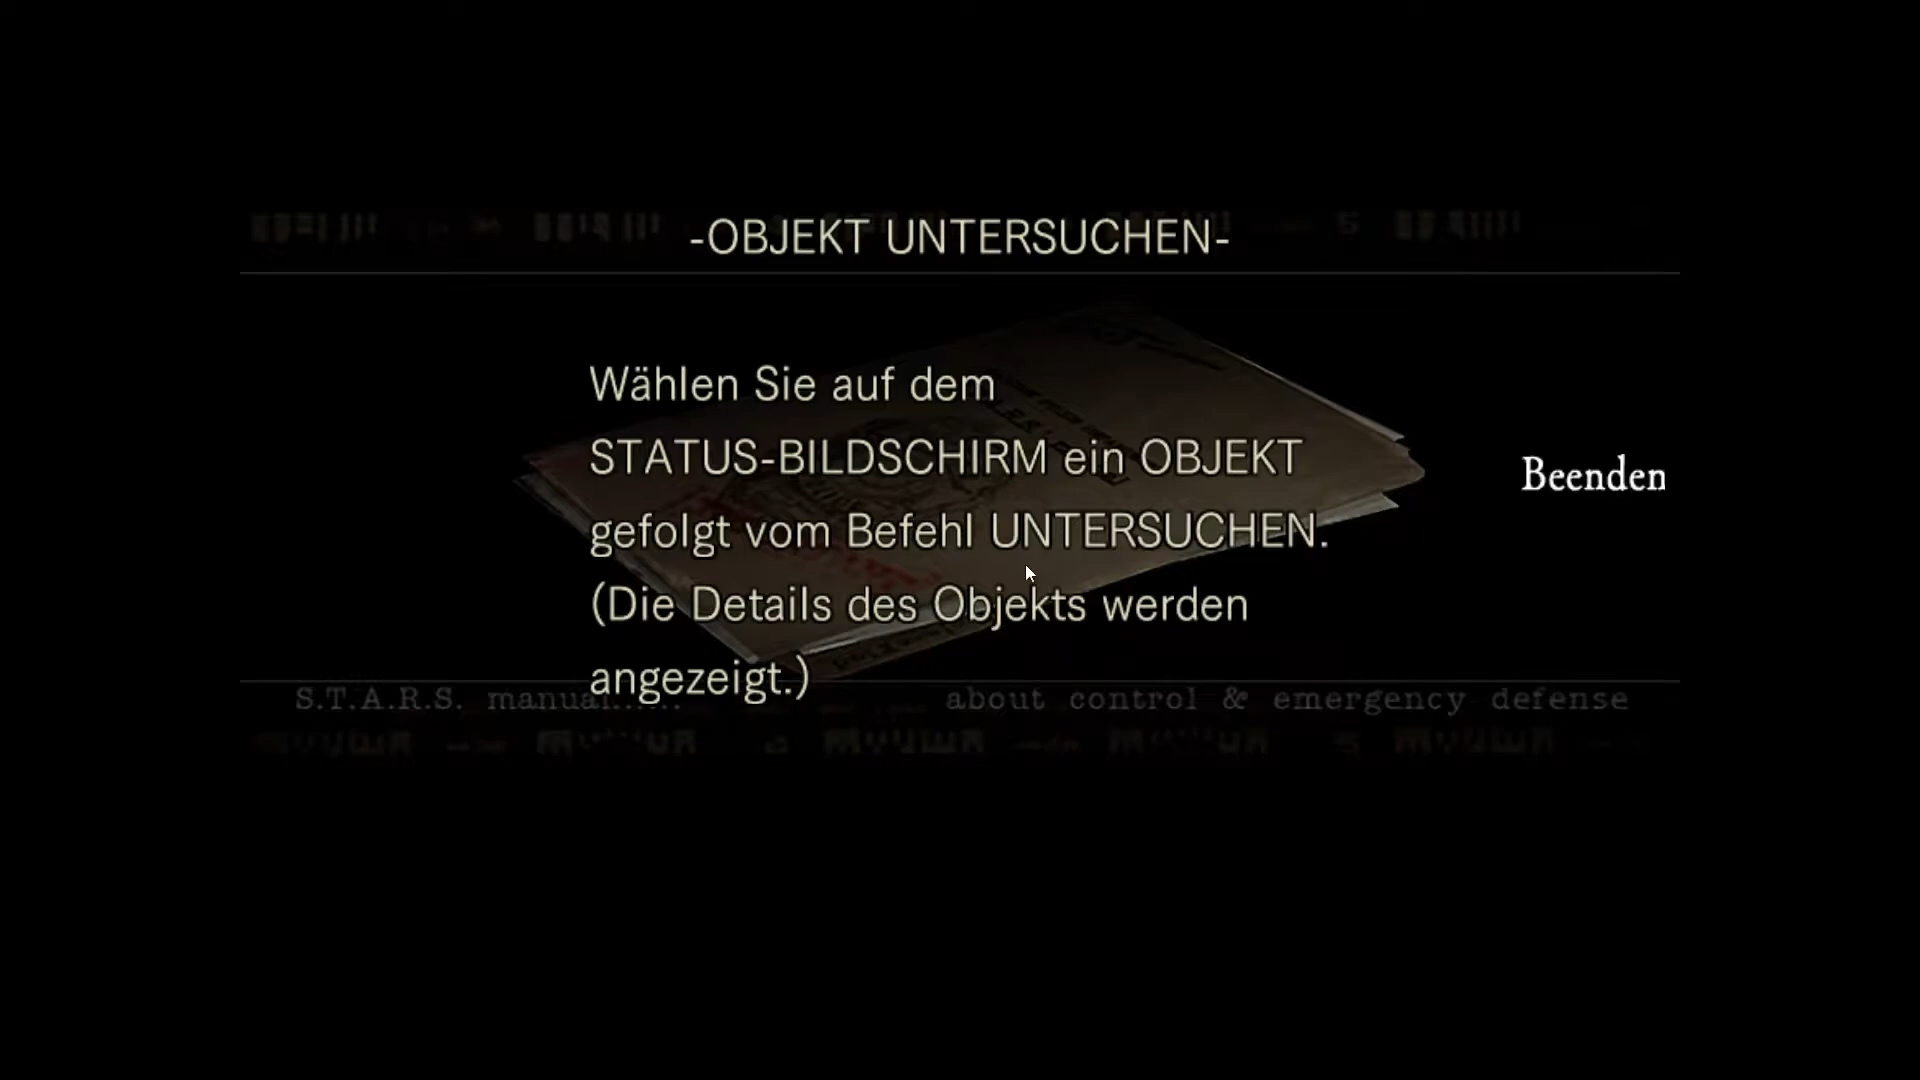 -OBJEKT UNTERSUCHEN-
Wählen Sie auf dem
STATUS-BILDSCHIRM ein OBJEKT
gefolgt vom Befehl UNTERSUCHEN.
(Die Details des Objekts werden
angezeigt.)
Beenden
S.T.A.R.S. manual...... about control & emergency defense